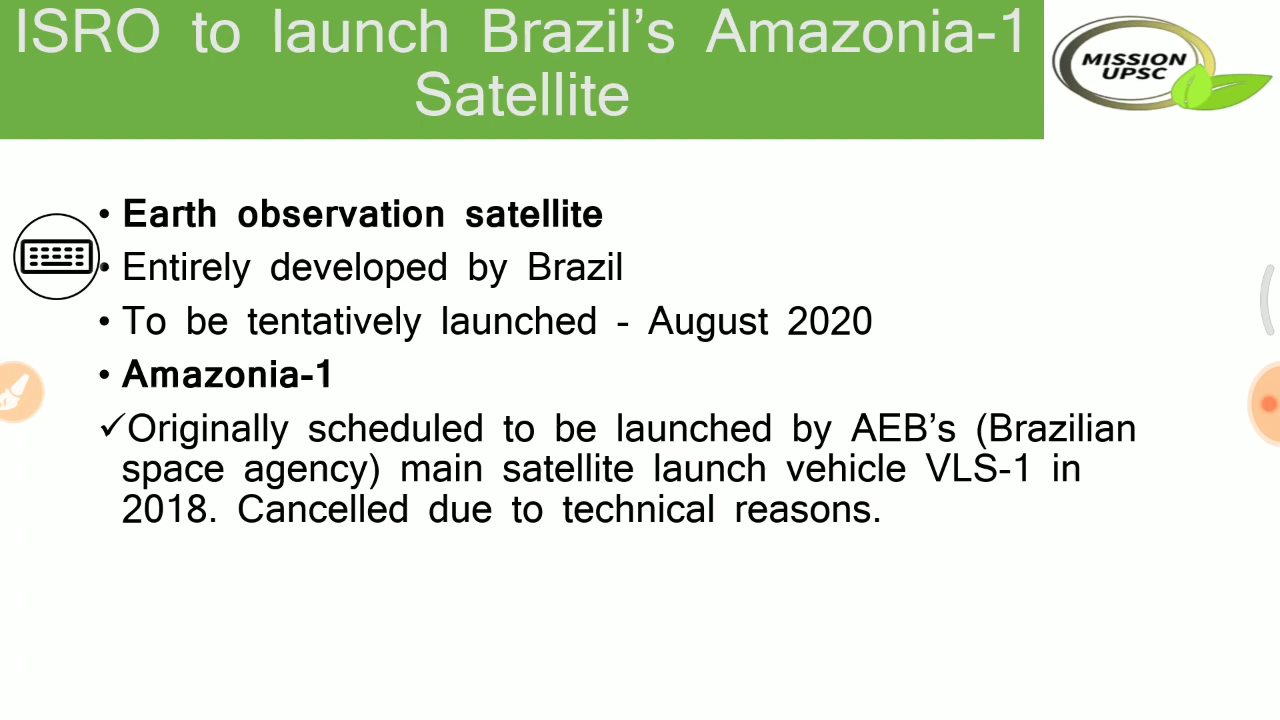 ISRO to launch Brazil’s Amazonia-1
Satellite
MISSION
UPSC
• Earth observation satellite
• Entirely developed by Brazil
• To be tentatively launched - August 2020
• Amazonia-1
✓Originally scheduled to be launched by AEB’s (Brazilian
space agency) main satellite launch vehicle VLS-1 in
2018. Cancelled due to technical reasons.